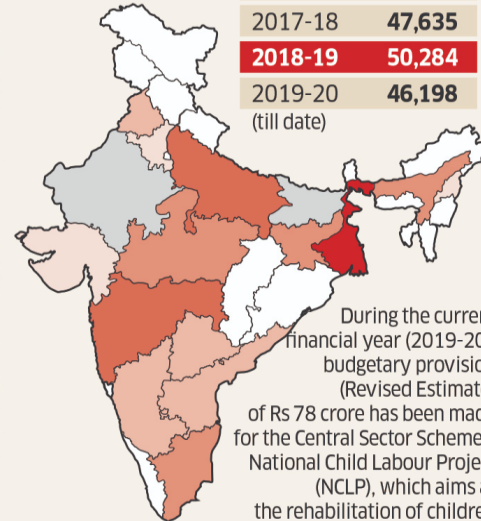 2017-18 47,635
2018-19 50,284
2019-20 46,198
(till date)
During the curren
financial year (2019-20
budgetary provisio
(Revised Estimate
of Rs 78 crore has been mad
for the Central Sector Scheme
National Child Labour Proje
(NCLP), which aims a
the rehabilitation of childre